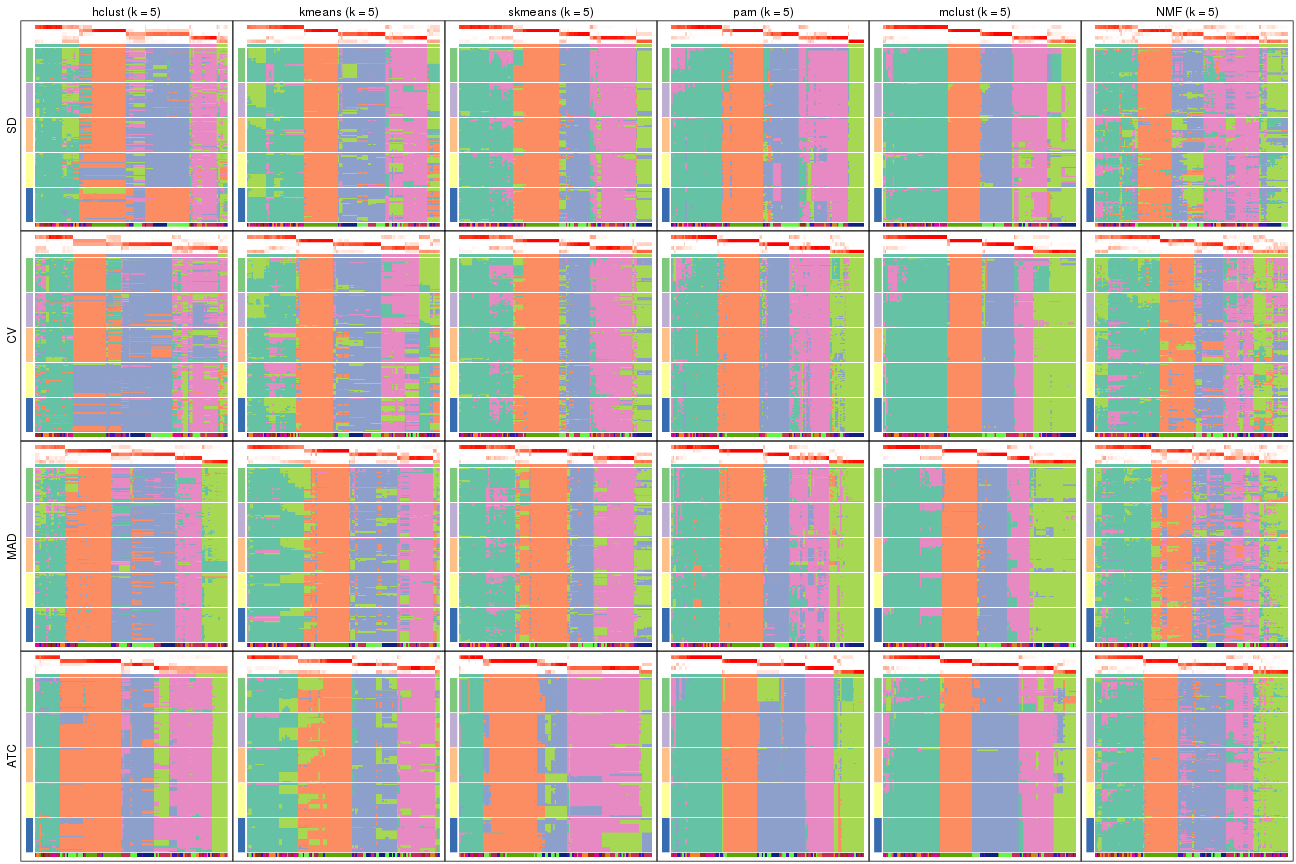 hclust (k = 5) kmeans (k = 5) skmeans (k = 5) pam (k = 5) mclust (k = 5) NMF (k = 5)
SD
CV
MAD
ATC